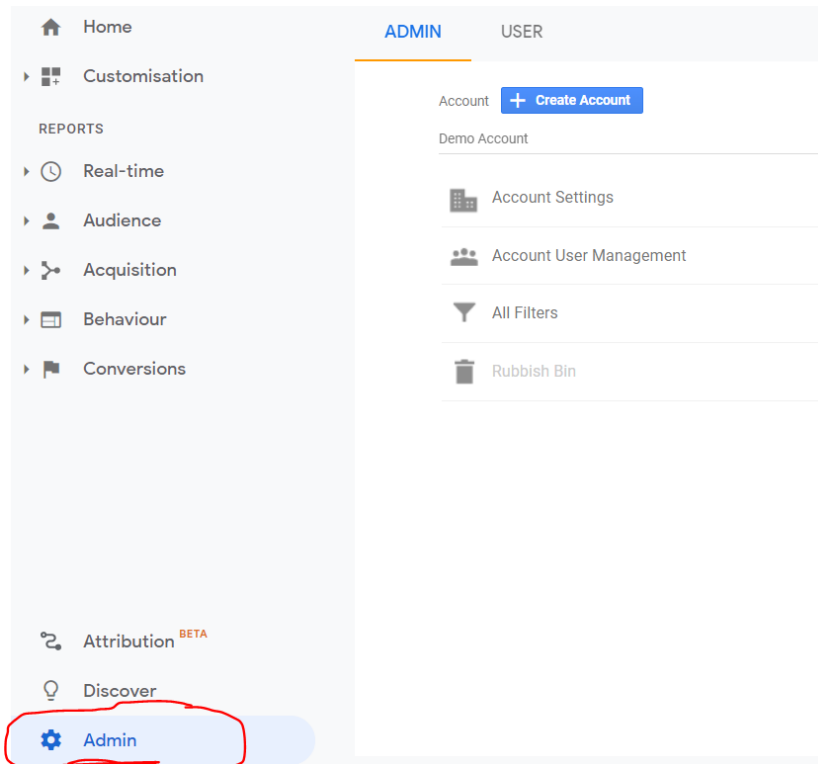 Home
Customisation
REPORTS
Real-time
Audience
Acquisition
Behaviour
Conversions
Attribution BETA
Discover
Admin
ADMIN USER
Account + Create Account
Demo Account
Account Settings
Account User Management
All Filters
Rubbish Bin